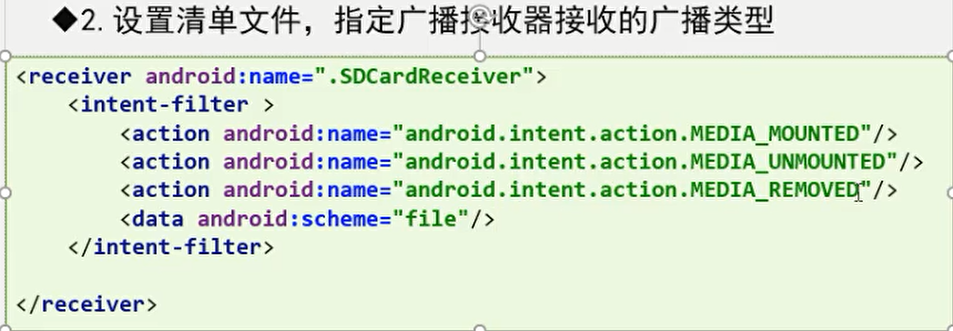 ◆2. 设置清单文件，指定广播接收器接收的广播类型
<receiver android:name=".SDCardReceiver">
    <intent-filter >
        <action android:name="android.intent.action.MEDIA_MOUNTED"/>
        <action android:name="android.intent.action.MEDIA_UNMOUNTED"/>
        <action android:name="android.intent.action.MEDIA_REMOVED"/>
        <data android:scheme="file"/>
    </intent-filter>
</receiver>